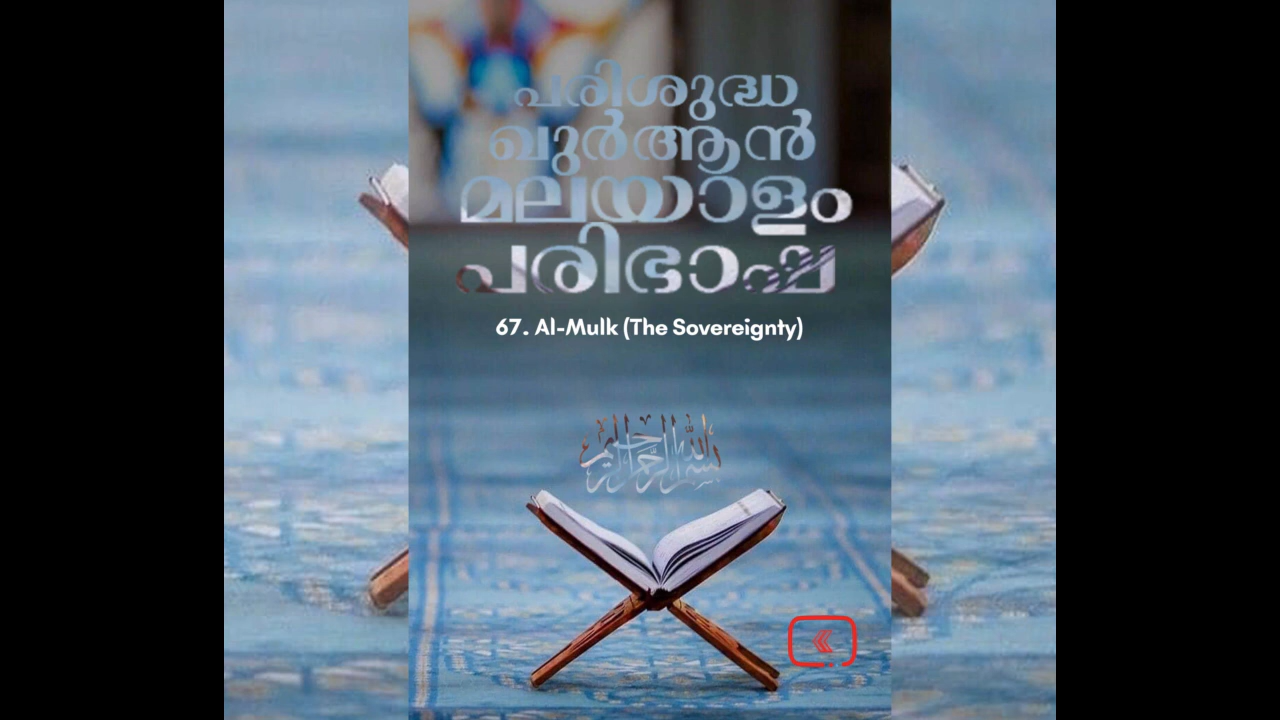 പരിശുദ്ധ
ഖുർആൻ
മലയാളം
പരിഭാഷ
67. Al-Mulk (The Sovereignty)
بسم الله الرحمن الرحيم